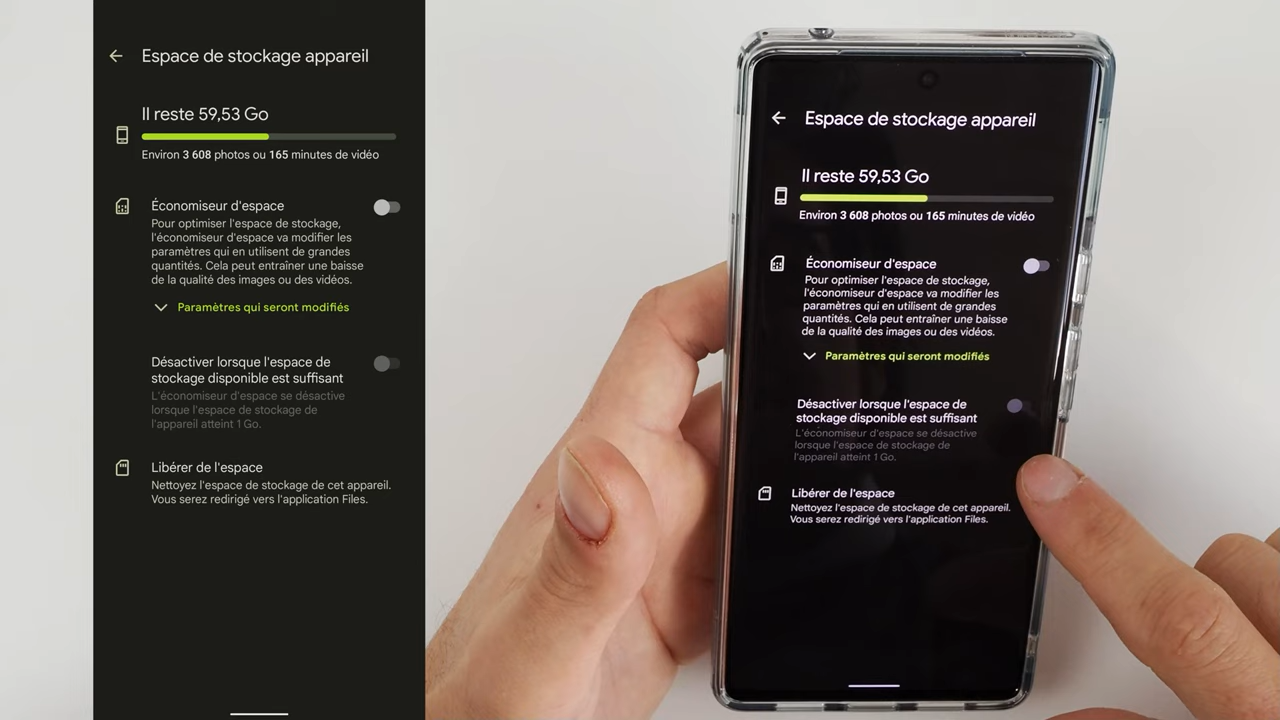 Espace de stockage appareil
Il reste 59,53 Go
Environ 3 608 photos ou 165 minutes de vidéo
Économiseur d'espace
Pour optimiser l'espace de stockage,
l'économiseur d'espace va modifier les
paramètres qui en utilisent de grandes
quantités. Cela peut entraîner une baisse
de la qualité des images ou des vidéos.
Paramètres qui seront modifiés
Désactiver lorsque l'espace de
stockage disponible est suffisant
L'économiseur d'espace se désactive
lorsque l'espace de stockage de
l'appareil atteint 1 Go.
Libérer de l'espace
Nettoyez l'espace de stockage de cet appareil.
Vous serez redirigé vers l'application Files.
Espace de stockage appareil
Il reste 59,53 Go
Environ 3 608 photos ou 165 minutes de vidéo
Économiseur d'espace
Pour optimiser l'espace de stockage,
l'économiseur d'espace va modifier les
paramètres qui en utilisent de grandes
quantités. Cela peut entraîner une baisse
de la qualité des images ou des vidéos.
Paramètres qui seront modifiés
Désactiver lorsque l'espace de
stockage disponible est suffisant
L'économiseur d'espace se désactive
lorsque l'espace de stockage de
l'appareil atteint 1 Go.
Libérer de l'espace
Nettoyez l'espace de stockage de cet appareil.
Vous serez redirigé vers l'application Files.